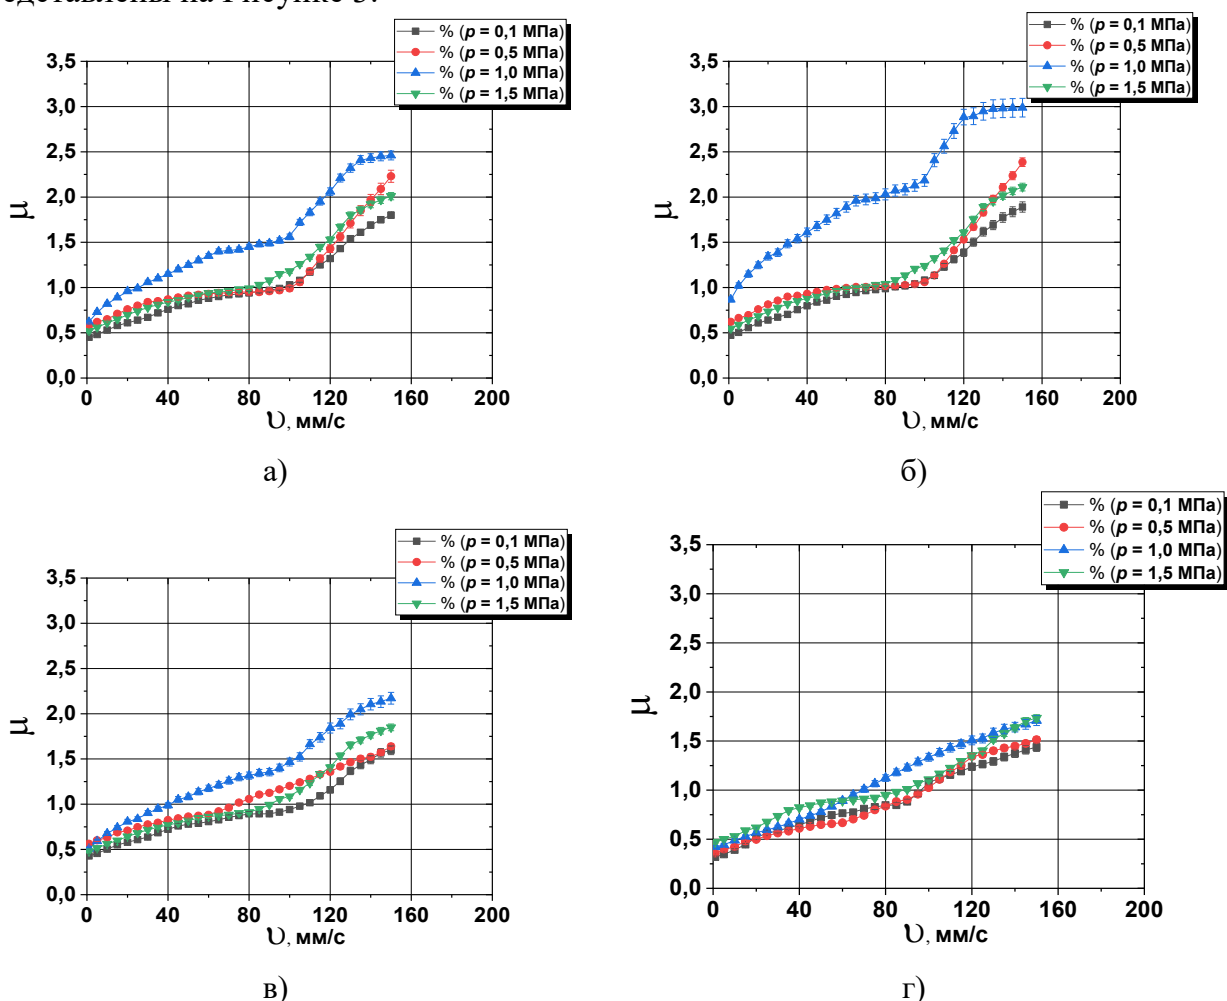 едставлены на Рисунке 3.
% (p = 0,1 МПа)
% (p = 0,5 МПа)
% (p = 1,0 МПа)
% (p = 1,5 МПа)
3,5
3,0
2,5
2,0
1,5
1,0
0,5
0,0
μ
0 40 80 120 160 200
υ, мм/с
а)
% (p = 0,1 МПа)
% (p = 0,5 МПа)
% (p = 1,0 МПа)
% (p = 1,5 МПа)
3,5
3,0
2,5
2,0
1,5
1,0
0,5
0,0
μ
0 40 80 120 160 200
υ, мм/с
б)
% (p = 0,1 МПа)
% (p = 0,5 МПа)
% (p = 1,0 МПа)
% (p = 1,5 МПа)
3,5
3,0
2,5
2,0
1,5
1,0
0,5
0,0
μ
0 40 80 120 160 200
υ, мм/с
в)
% (p = 0,1 МПа)
% (p = 0,5 МПа)
% (p = 1,0 МПа)
% (p = 1,5 МПа)
3,5
3,0
2,5
2,0
1,5
1,0
0,5
0,0
μ
0 40 80 120 160 200
υ, мм/с
г)